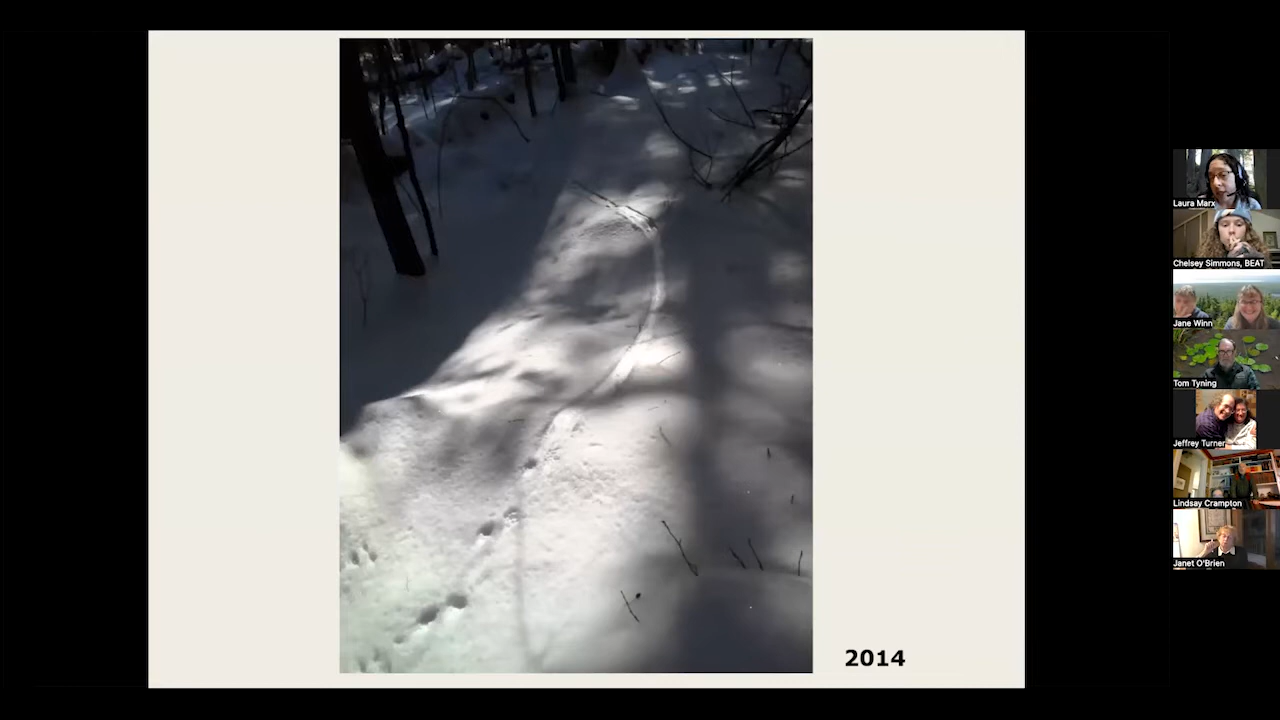 2014
Laura Marx
Chelsey Simmons, BEAT
Jane Winn
Tom Tyning
Jeffrey Turner
Lindsay Crampton
Janet O'Brien